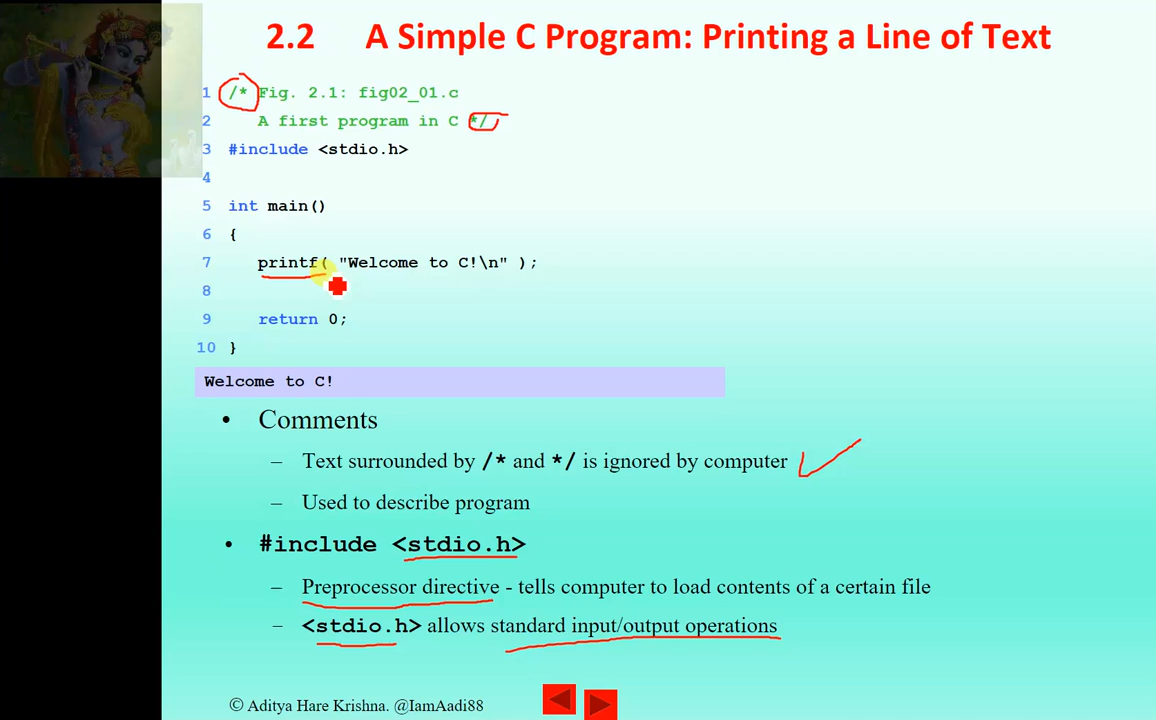 2.2 A Simple C Program: Printing a Line of Text
1 /* Fig. 2.1: fig02_01.c
2 A first program in C */
3 #include <stdio.h>
4
5 int main()
6 {
7 printf( "Welcome to C!\n" );
8
9 return 0;
10 }
Welcome to C!
• Comments
– Text surrounded by /* and */ is ignored by computer
– Used to describe program
• #include <stdio.h>
– Preprocessor directive - tells computer to load contents of a certain file
– <stdio.h> allows standard input/output operations
© Aditya Hare Krishna. @IamAadi88